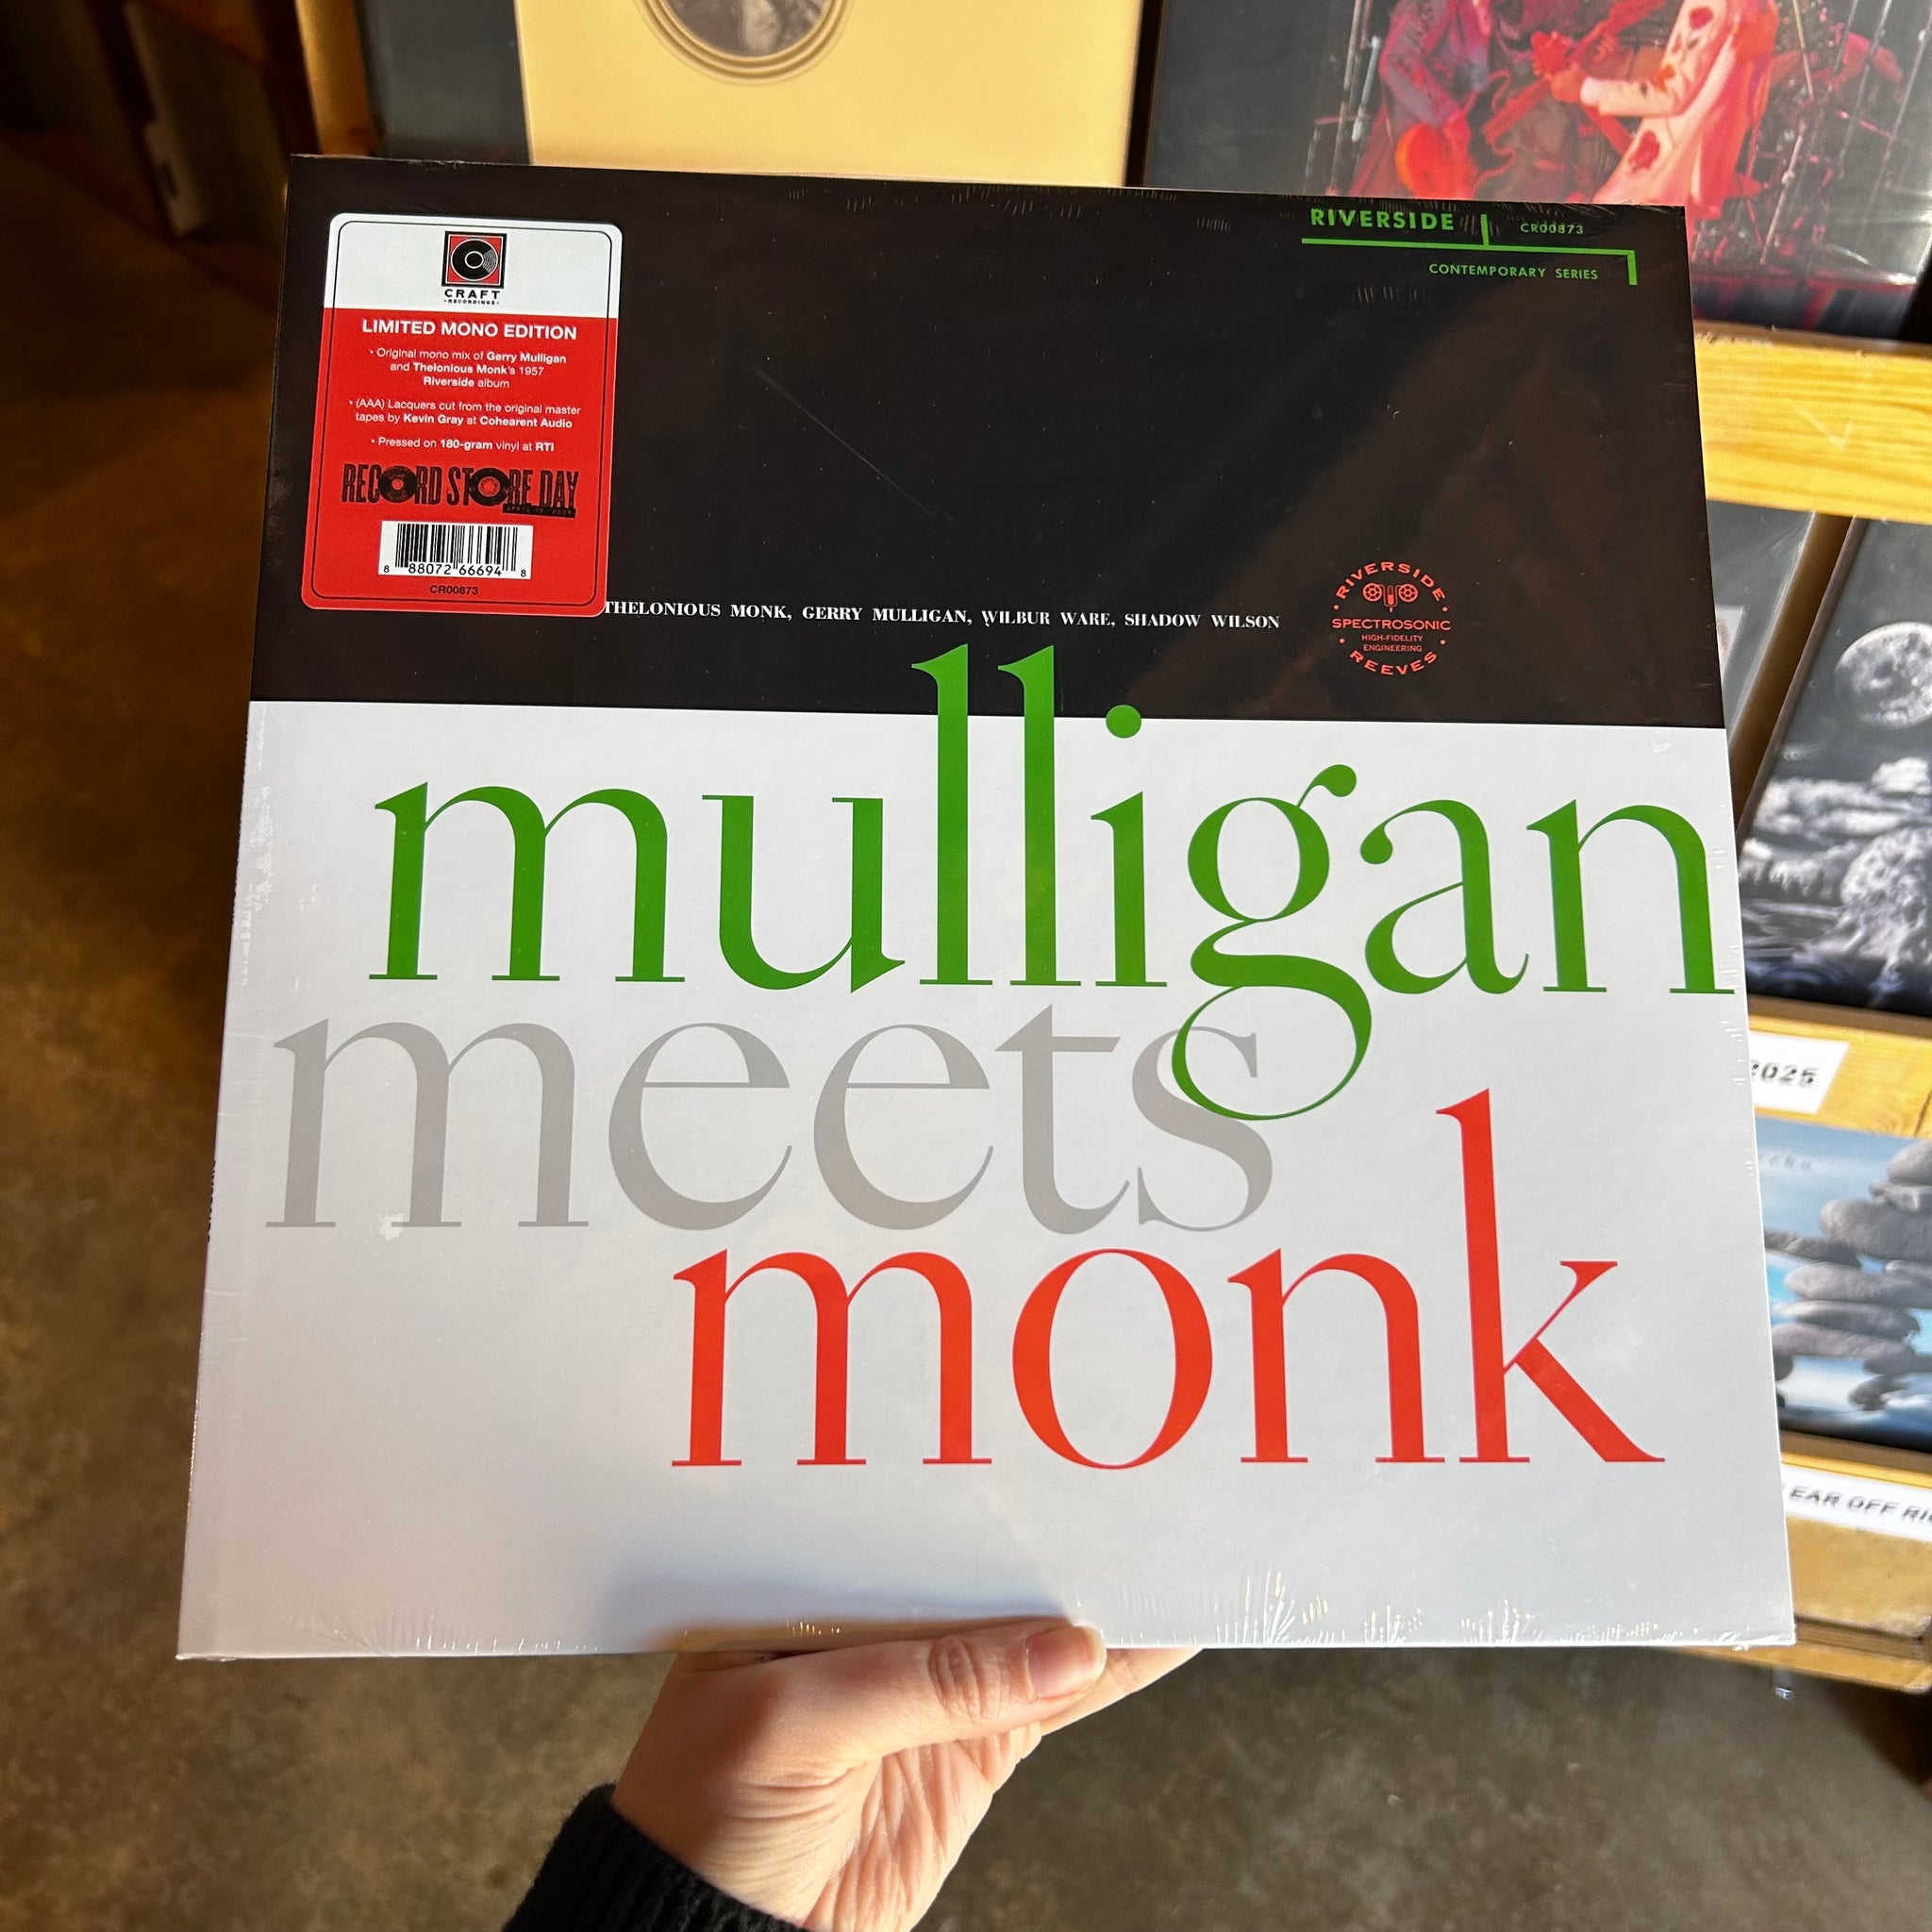 RIVERSIDE
CR00873
CONTEMPORARY SERIES
CRAFT
RECORDINGS
LIMITED MONO EDITION
• Original mono mix of Gerry Mulligan
and Thelonious Monk's 1957
Riverside album
• (AAA) Lacquers cut from the original master
tapes by Kevin Gray at Cohearent Audio
• Pressed on 180-gram vinyl at RTI
RECORD STORE DAY
8 88072 66694 8
CR00873
THELONIOUS MONK, GERRY MULLIGAN, WILBUR WARE, SHADOW WILSON
RIVERSIDE
SPECTROSONIC
HIGH-FIDELITY
ENGINEERING
REEVES
mulligan
meets
monk
2025
EAR OFF